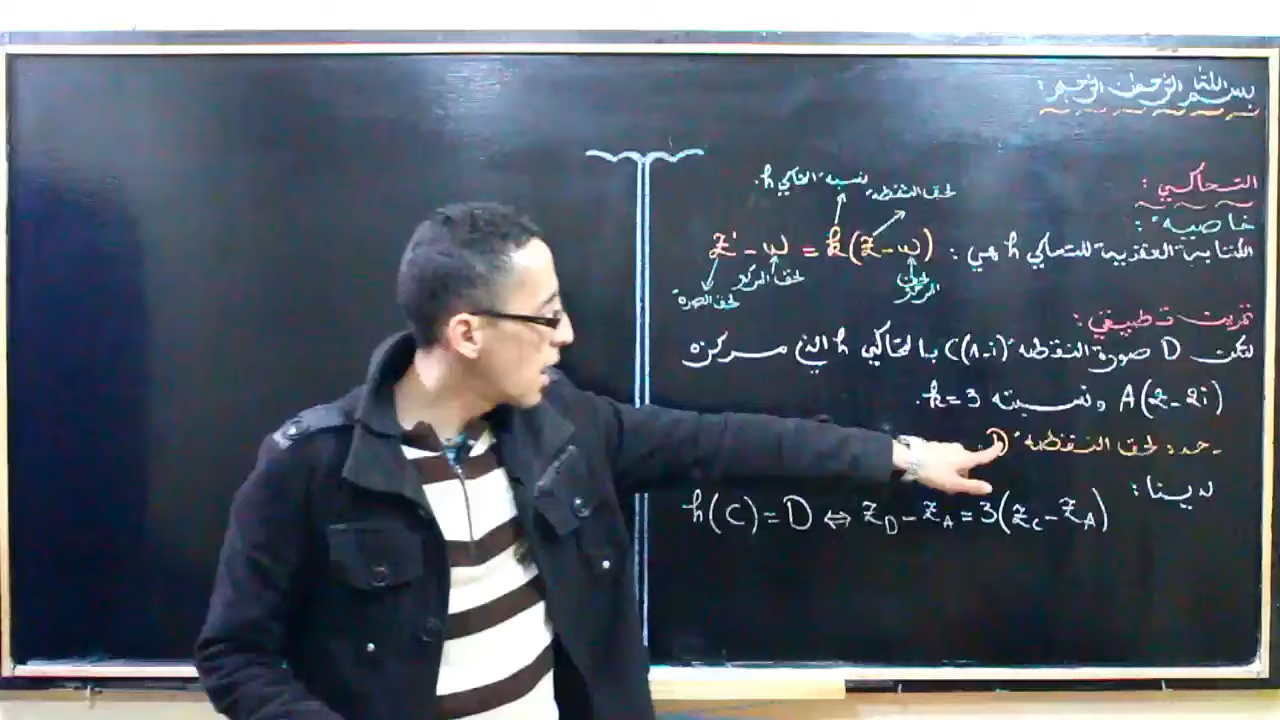 بسم الله الرحمن الرحيم :
التحاكي :
خاصية :
نسبة التحاكي h.
لحق النقطة
الكتابة العقدية للتحاكي h هي : z' - ω = k(z - ω)
لحق الصورة
لحق المركز
لحق المركز
تمرين تطبيقي :
لتكن D صورة النقطة C(1-i) بالتحاكي h الذي مركزه
A(2-2i) ونسبته k=3.
- حدد لحق النقطة D.
لدينا :
h(C)=D ⇔ z_D - z_A = 3(z_C - z_A)